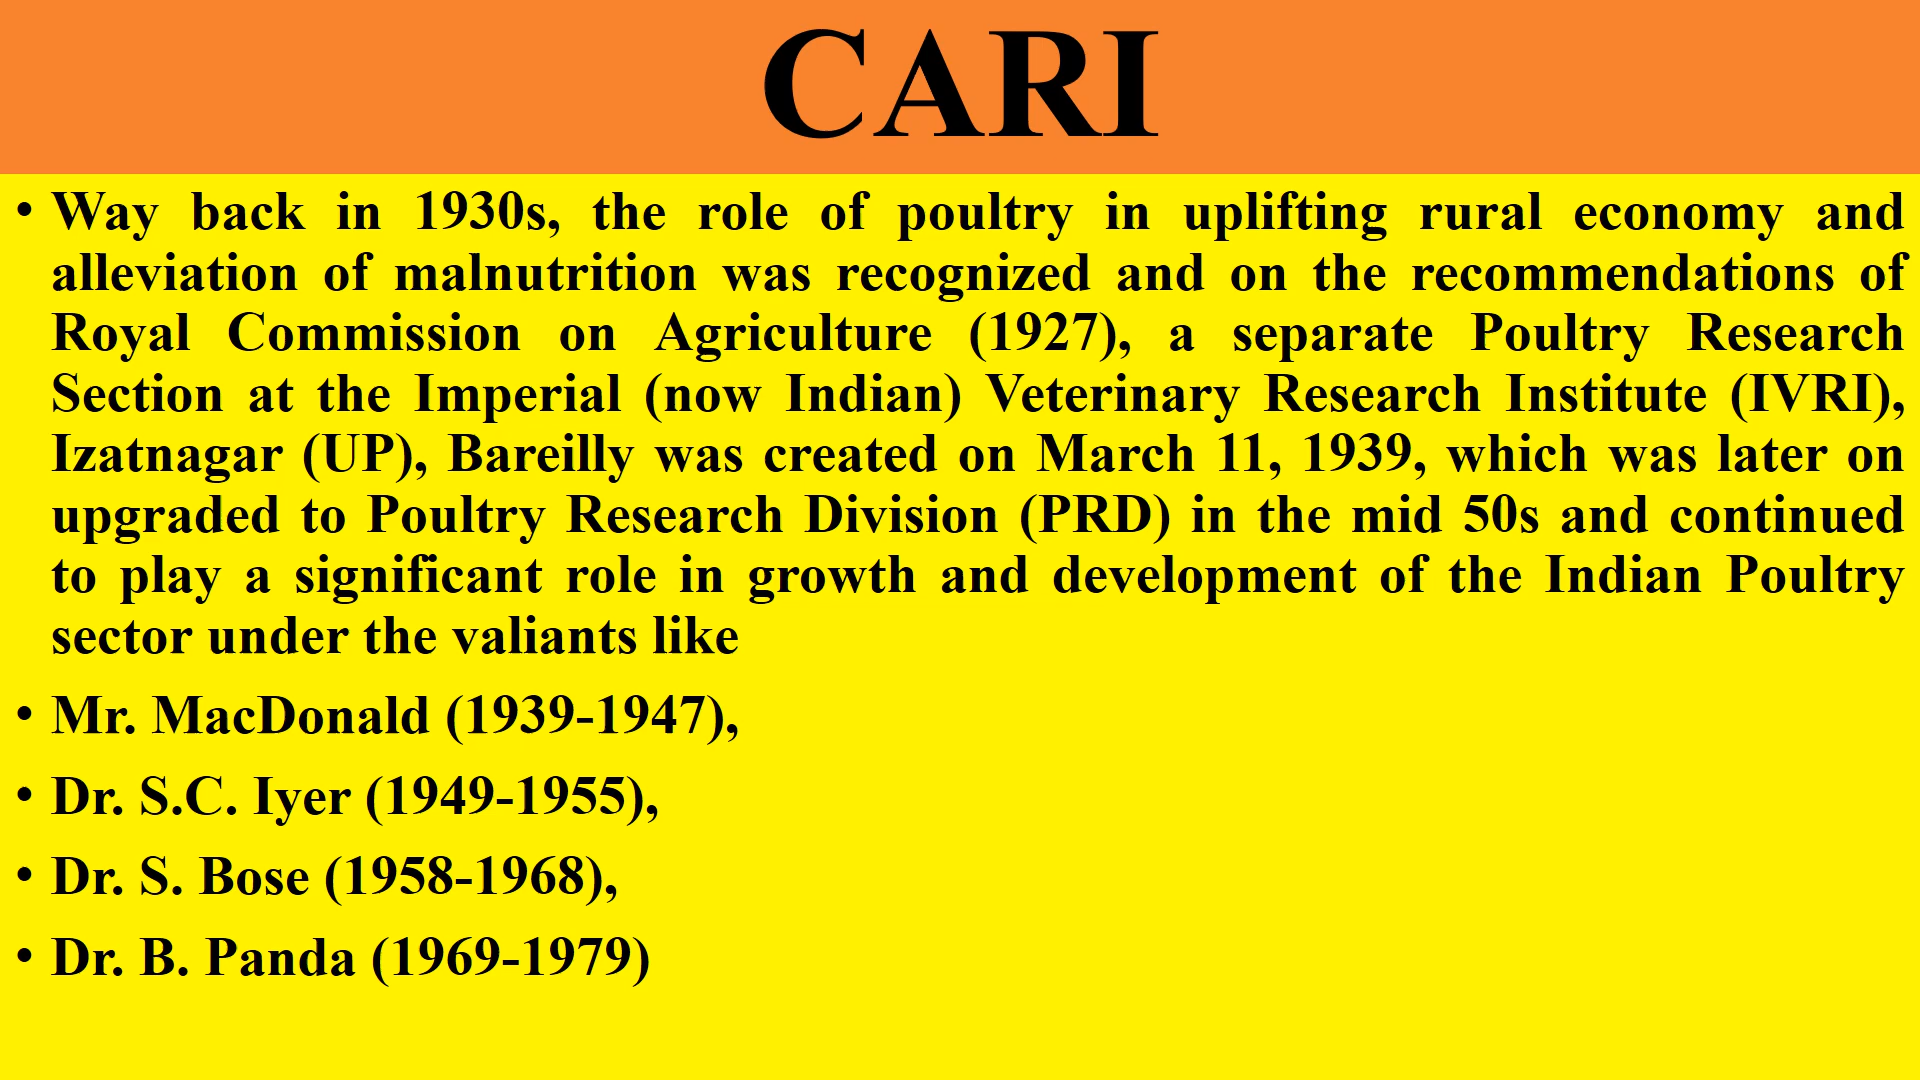 CARI
• Way back in 1930s, the role of poultry in uplifting rural economy and
alleviation of malnutrition was recognized and on the recommendations of
Royal Commission on Agriculture (1927), a separate Poultry Research
Section at the Imperial (now Indian) Veterinary Research Institute (IVRI),
Izatnagar (UP), Bareilly was created on March 11, 1939, which was later on
upgraded to Poultry Research Division (PRD) in the mid 50s and continued
to play a significant role in growth and development of the Indian Poultry
sector under the valiants like
• Mr. MacDonald (1939-1947),
• Dr. S.C. Iyer (1949-1955),
• Dr. S. Bose (1958-1968),
• Dr. B. Panda (1969-1979)